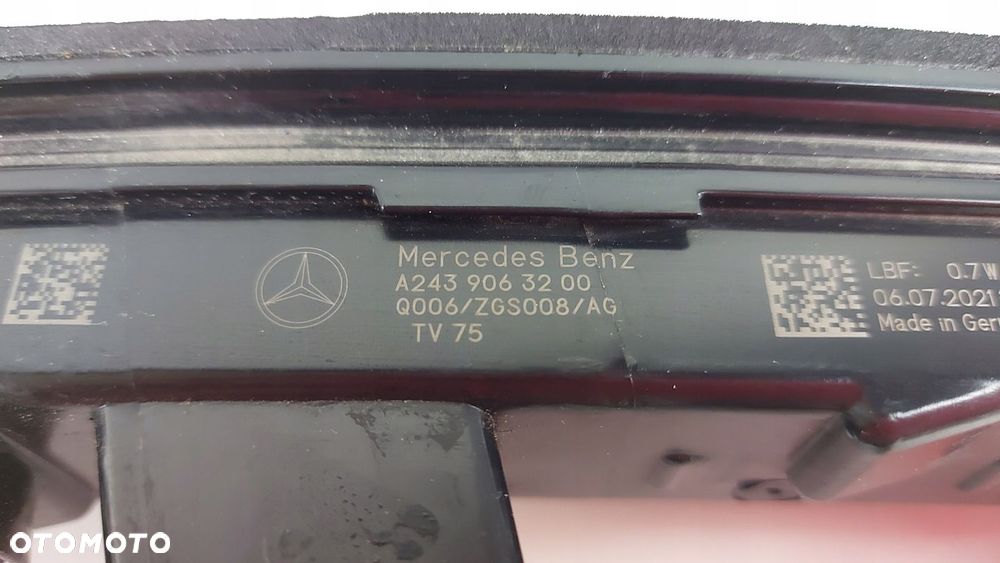 Mercedes Benz
A243 906 32 00
Q006/ZGS008/AG
TV 75
LBF: 0.7W
06.07.2021
Made in Gern
OTOMOTO